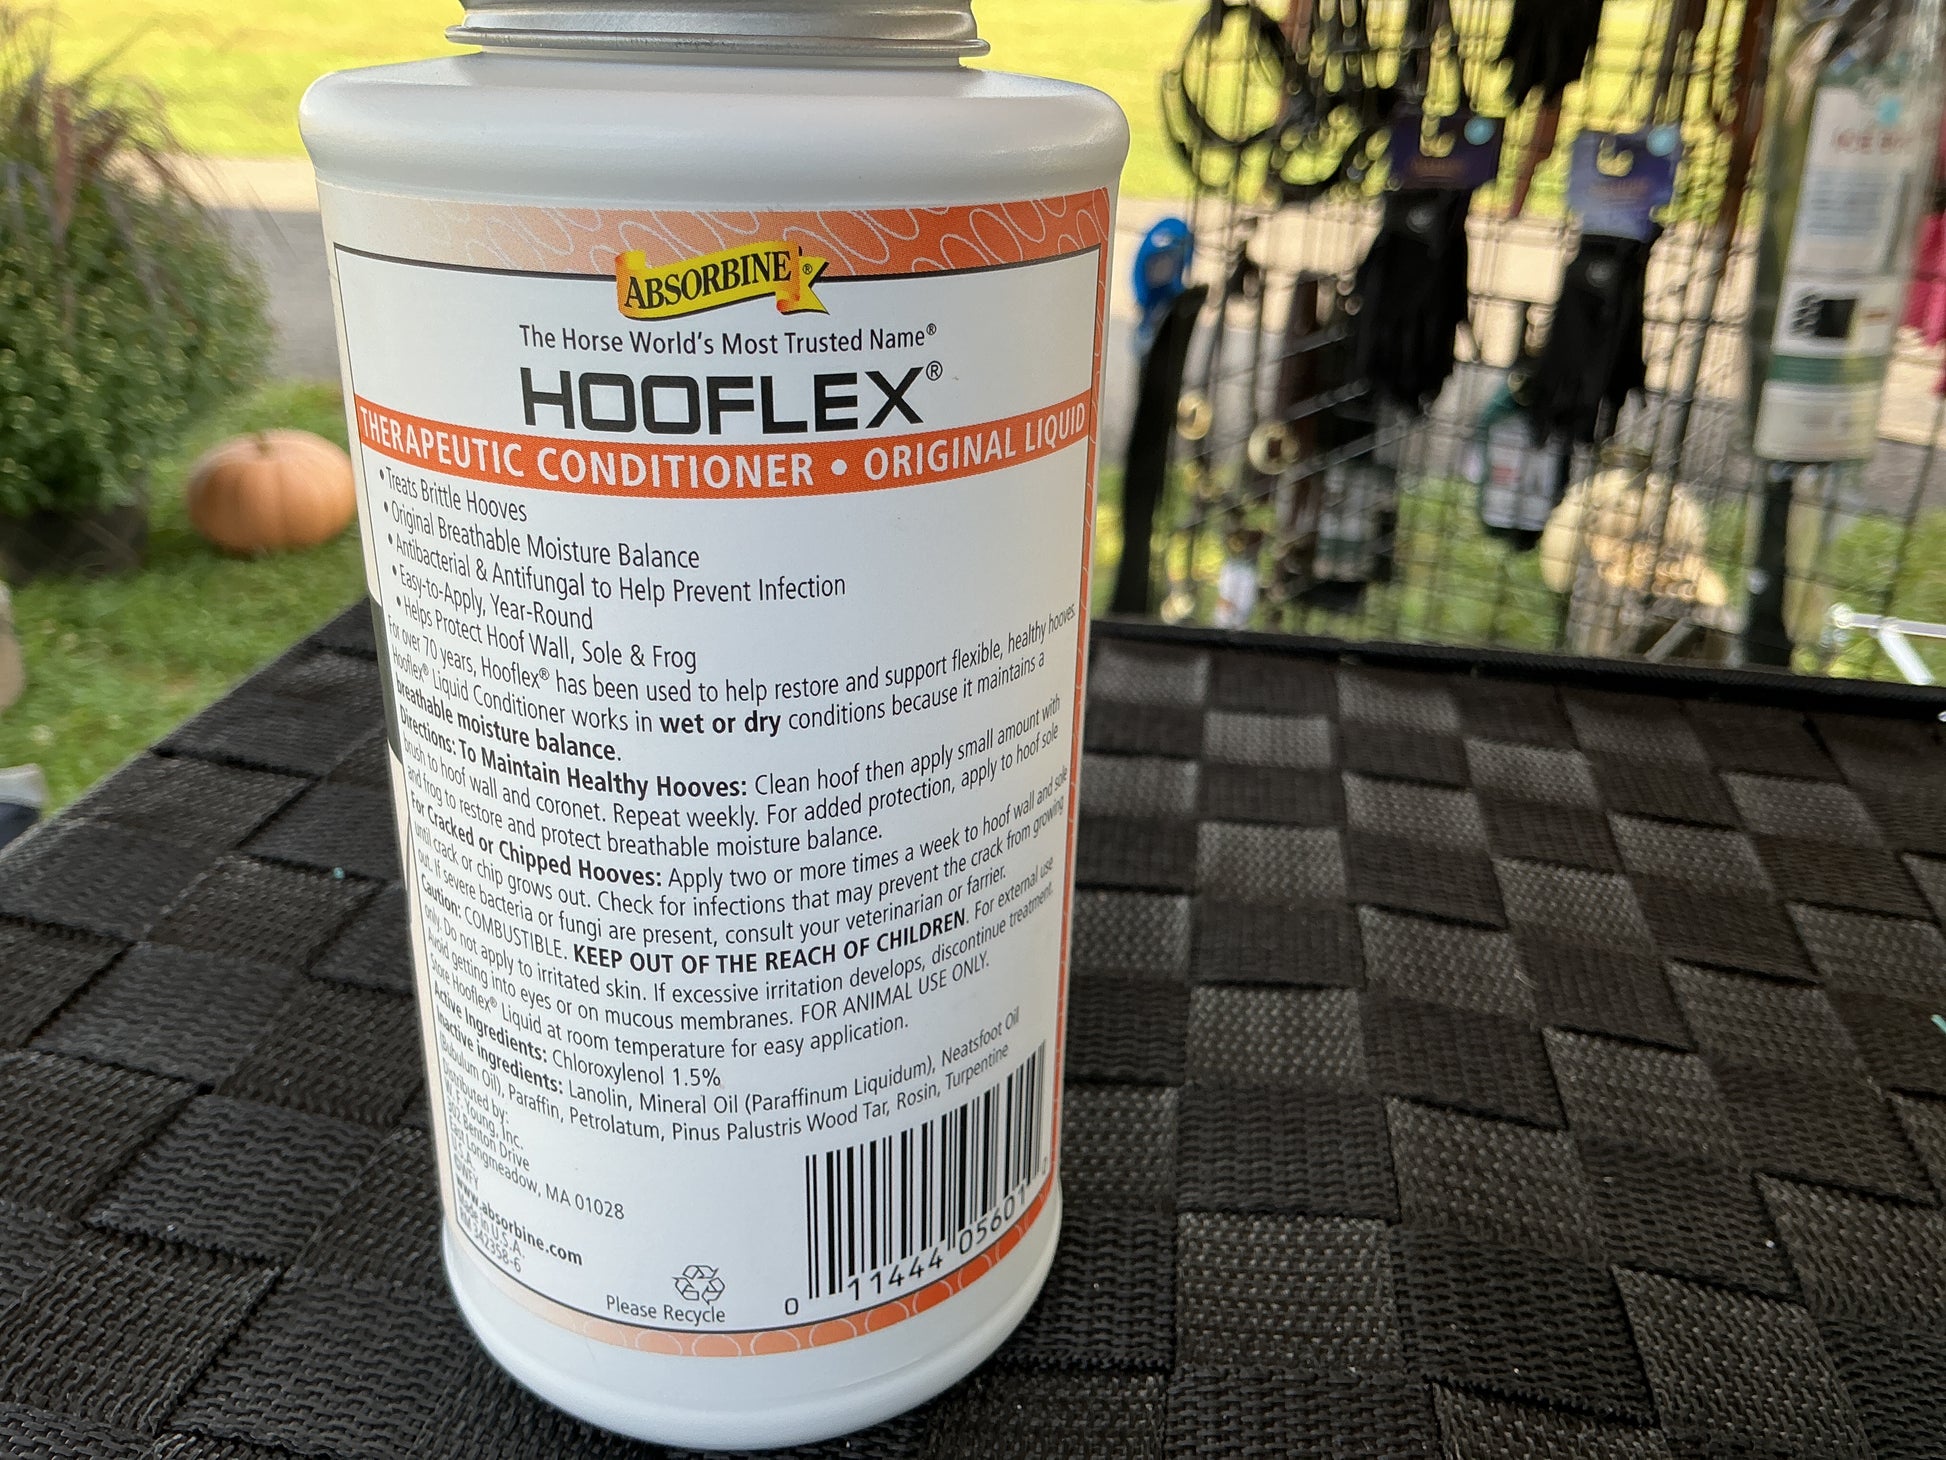 ABSORBINE®
The Horse World's Most Trusted Name®
HOOFLEX®
THERAPEUTIC CONDITIONER • ORIGINAL LIQUID
• Treats Brittle Hooves
• Original Breathable Moisture Balance
• Antibacterial & Antifungal to Help Prevent Infection
• Easy-to-Apply, Year-Round
• Helps Protect Hoof Wall, Sole & Frog
For over 70 years, Hooflex® has been used to help restore and support flexible, healthy hooves.
Hooflex® Liquid Conditioner works in wet or dry conditions because it maintains a
breathable moisture balance.
Directions: To Maintain Healthy Hooves: Clean hoof then apply small amount with
brush to hoof wall and coronet. Repeat weekly. For added protection, apply to hoof sole
and frog to restore and protect breathable moisture balance.
For Cracked or Chipped Hooves: Apply two or more times a week to hoof wall and sole
until crack or chip grows out. Check for infections that may prevent the crack from growing
out. If severe bacteria or fungi are present, consult your veterinarian or farrier.
Caution: COMBUSTIBLE. KEEP OUT OF THE REACH OF CHILDREN. For external use
only. Do not apply to irritated skin. If excessive irritation develops, discontinue treatment.
Avoid getting into eyes or on mucous membranes. FOR ANIMAL USE ONLY.
Store Hooflex® Liquid at room temperature for easy application.
Active Ingredients: Chloroxylenol 1.5%
Inactive Ingredients: Lanolin, Mineral Oil (Paraffinum Liquidum), Neatsfoot Oil
(Bubulum Oil), Paraffin, Petrolatum, Pinus Palustris Wood Tar, Rosin, Turpentine
Distributed by:
W. F. Young, Inc.
302 Benton Drive
East Longmeadow, MA 01028
©WFY
www.absorbine.com
Made in U.S.A.
Please Recycle
0 11444 05601 2